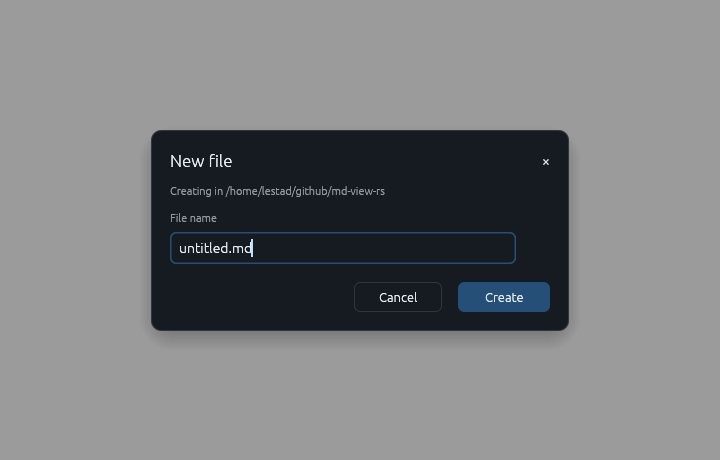 New file
×
Creating in /home/lestad/github/md-view-rs
File name
untitled.md
Cancel
Create